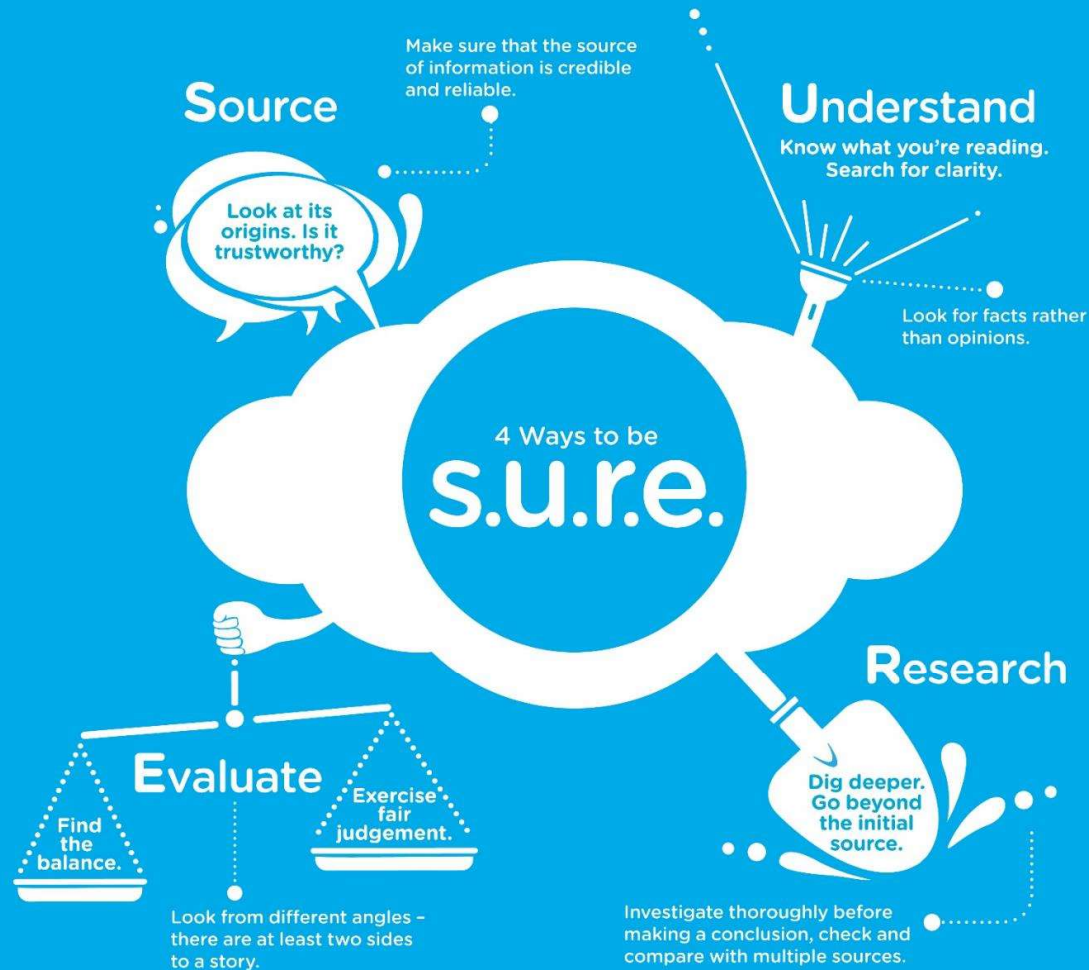 Source
Make sure that the source
of information is credible
and reliable.
Look at its
origins. Is it
trustworthy?
Understand
Know what you're reading.
Search for clarity.
Look for facts rather
than opinions.
4 Ways to be
s.u.r.e.
Research
Dig deeper.
Go beyond
the initial
source.
Investigate thoroughly before
making a conclusion, check and
compare with multiple sources.
Evaluate
Find
the
balance.
Exercise
fair
judgement.
Look from different angles –
there are at least two sides
to a story.